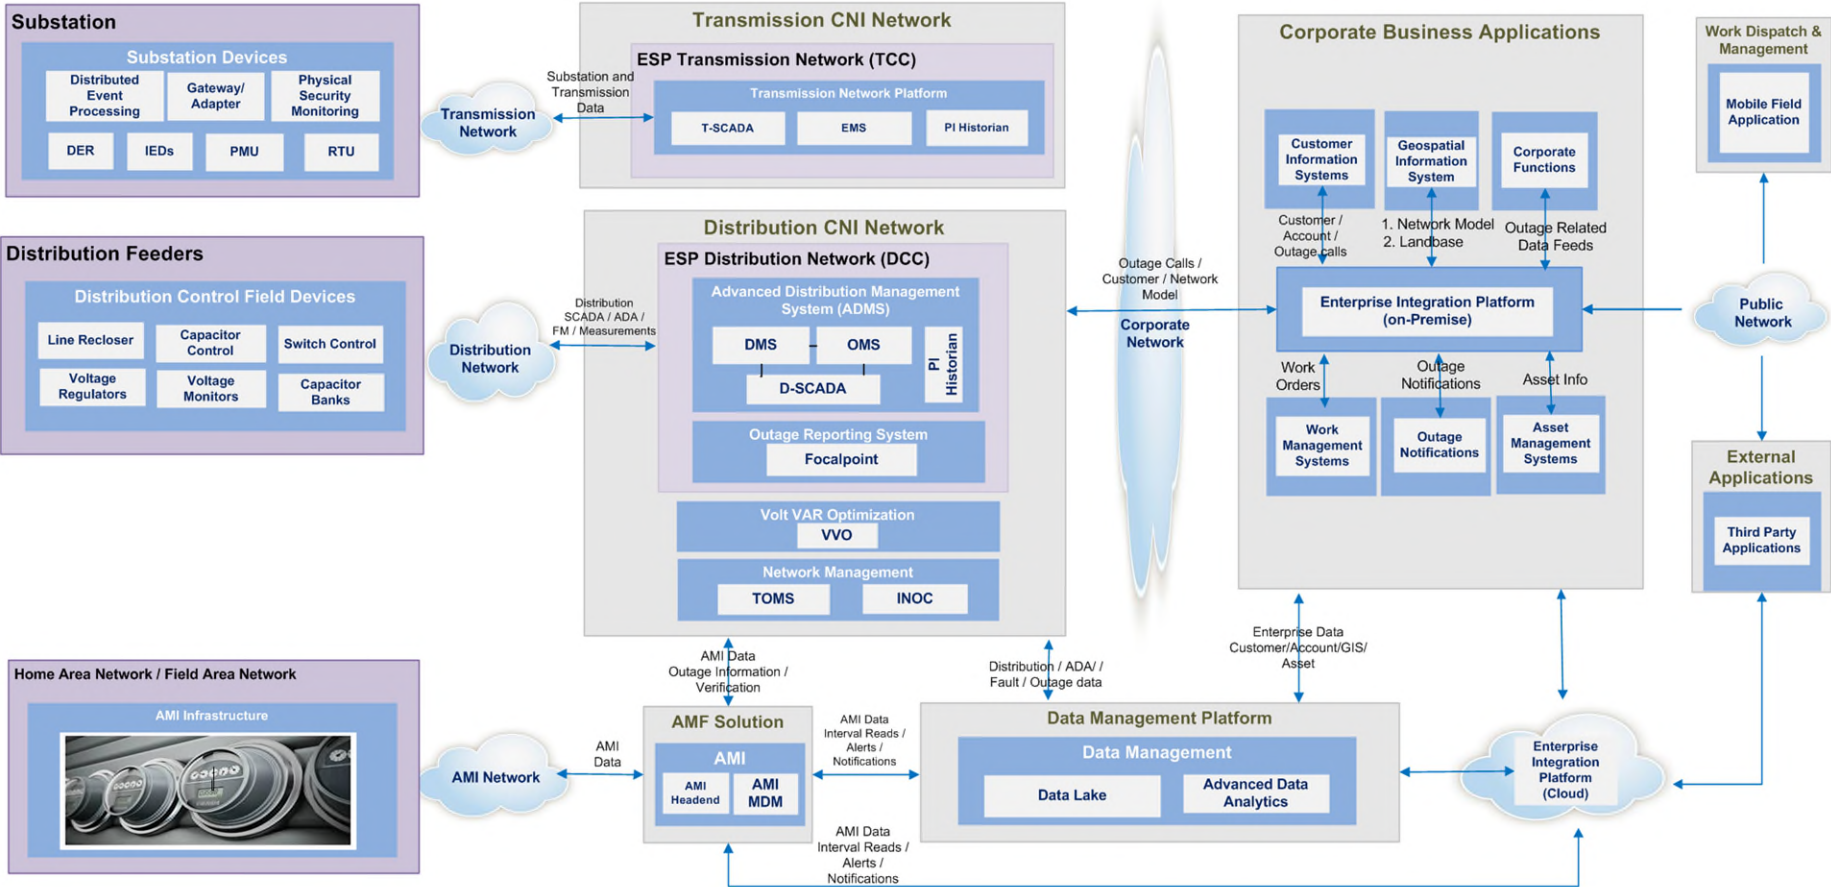 Substation
Substation Devices
Distributed
Event
Processing
Gateway/
Adapter
Physical
Security
Monitoring
DER
IEDs
PMU
RTU
Transmission
Network
Substation and
Transmission
Data
Transmission CNI Network
ESP Transmission Network (TCC)
Transmission Network Platform
T-SCADA
EMS
PI Historian
Distribution Feeders
Distribution Control Field Devices
Line Recloser
Capacitor
Control
Switch Control
Voltage
Regulators
Voltage
Monitors
Capacitor
Banks
Distribution
Network
Distribution
SCADA / ADA /
FM / Measurements
Distribution CNI Network
ESP Distribution Network (DCC)
Advanced Distribution Management
System (ADMS)
DMS
OMS
D-SCADA
PI
Historian
Outage Reporting System
Focalpoint
Volt VAR Optimization
VVO
Network Management
TOMS
INOC
Outage Calls /
Customer / Network
Model
Corporate
Network
Corporate Business Applications
Customer
Information
Systems
Geospatial
Information
System
Corporate
Functions
Customer /
Account /
Outage calls
1. Network Model
2. Landbase
Outage Related
Data Feeds
Enterprise Integration Platform
(on-Premise)
Work
Orders
Outage
Notifications
Asset Info
Work
Management
Systems
Outage
Notifications
Asset
Management
Systems
Work Dispatch &
Management
Mobile Field
Application
Public
Network
External
Applications
Third Party
Applications
Home Area Network / Field Area Network
AMI Infrastructure
AMI Network
AMI
Data
AMI Data
Outage Information /
Verification
AMF Solution
AMI
AMI
Headend
AMI
MDM
AMI Data
Interval Reads /
Alerts /
Notifications
Distribution / ADA/ /
Fault / Outage data
Enterprise Data
Customer/Account/GIS/
Asset
Data Management Platform
Data Management
Data Lake
Advanced Data
Analytics
Enterprise
Integration
Platform
(Cloud)
AMI Data
Interval Reads /
Alerts /
Notifications